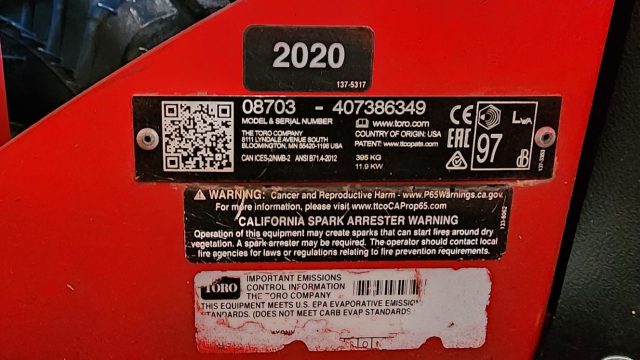 2020
137-5317
08703 - 407386349
MODEL & SERIAL NUMBER
www.toro.com
THE TORO COMPANY
8111 LYNDALE AVENUE SOUTH
BLOOMINGTON, MN 55420-1196 USA
COUNTRY OF ORIGIN: USA
PATENT: www.ttcopats.com
CAN ICES-2/NMB-2 ANSI B71.4-2012
395 KG
11.9 KW
CE
EAC
97
LWA
dB
WARNING: Cancer and Reproductive Harm - www.P65Warnings.ca.gov
For more information, please visit www.ttcoCAProp65.com
CALIFORNIA SPARK ARRESTER WARNING
Operation of this equipment may create sparks that can start fires around dry
vegetation. A spark arrester may be required. The operator should contact local
fire agencies for laws or regulations relating to fire prevention requirements.
TORO
IMPORTANT EMISSIONS
CONTROL INFORMATION
THE TORO COMPANY
THIS EQUIPMENT MEETS U.S. EPA EVAPORATIVE EMISSION
STANDARDS. (DOES NOT MEET CARB EVAP STANDARDS)